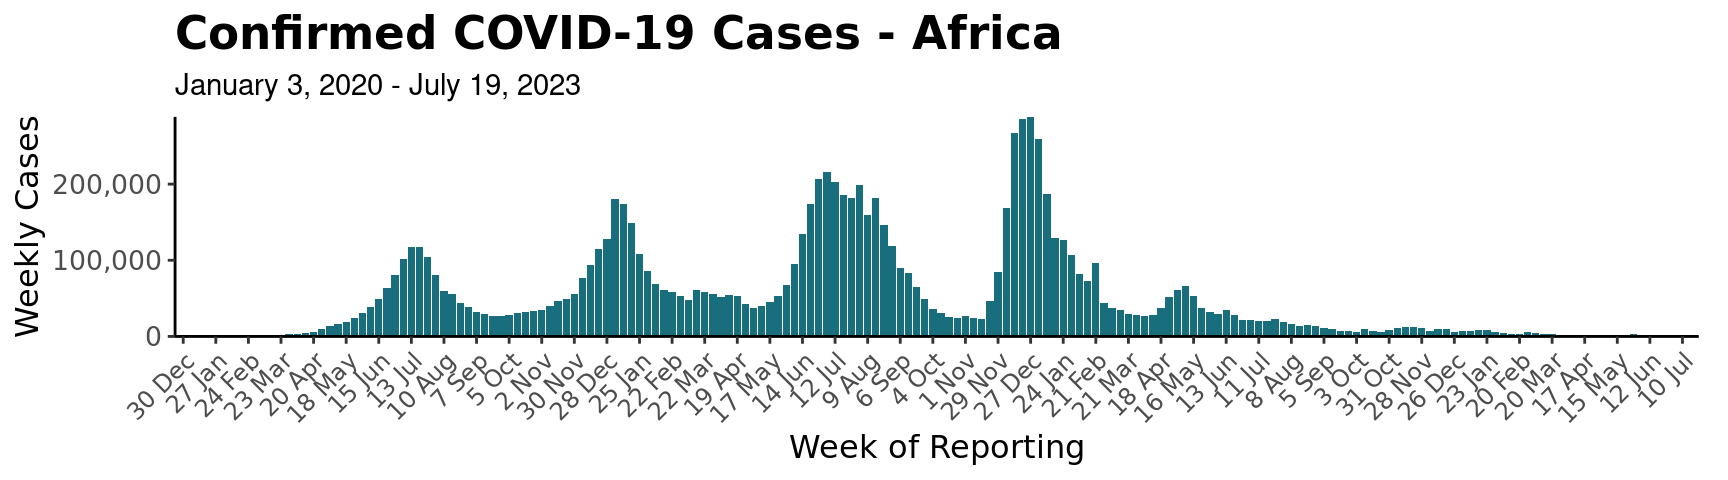 Confirmed COVID-19 Cases - Africa
January 3, 2020 - July 19, 2023
Weekly Cases
200,000
100,000
0
30 Dec
27 Jan
24 Feb
23 Mar
20 Apr
18 May
15 Jun
13 Jul
10 Aug
7 Sep
5 Oct
2 Nov
30 Nov
28 Dec
25 Jan
22 Feb
22 Mar
19 Apr
17 May
14 Jun
12 Jul
9 Aug
6 Sep
4 Oct
1 Nov
29 Nov
27 Dec
24 Jan
21 Feb
21 Mar
18 Apr
16 May
13 Jun
11 Jul
8 Aug
5 Sep
3 Oct
31 Oct
28 Nov
26 Dec
23 Jan
20 Feb
20 Mar
17 Apr
15 May
12 Jun
10 Jul
Week of Reporting